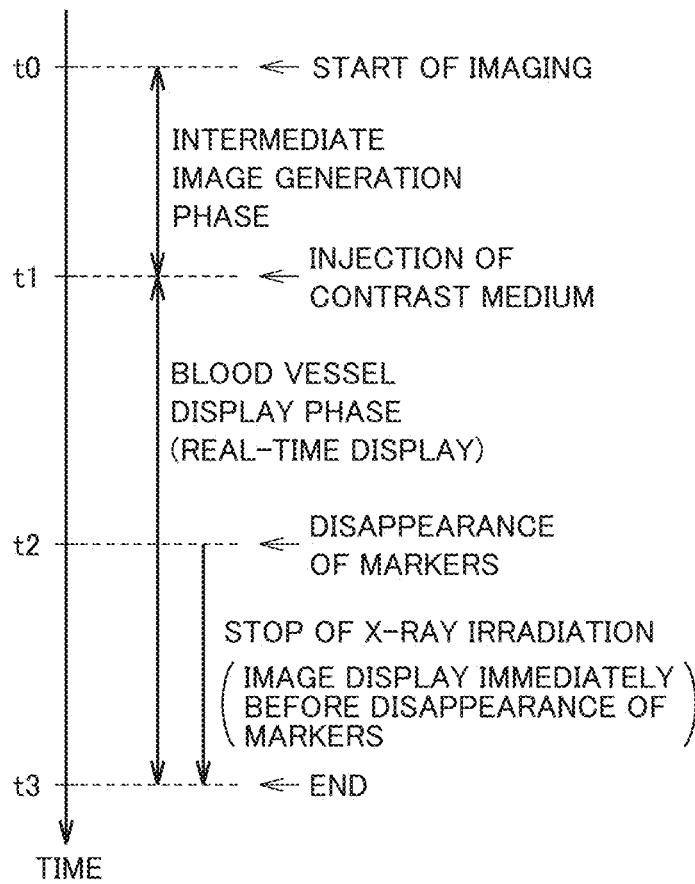 t0
START OF IMAGING
INTERMEDIATE
IMAGE GENERATION
PHASE
t1
INJECTION OF
CONTRAST MEDIUM
BLOOD VESSEL
DISPLAY PHASE
(REAL-TIME DISPLAY)
t2
DISAPPEARANCE
OF MARKERS
STOP OF X-RAY IRRADIATION
(IMAGE DISPLAY IMMEDIATELY
BEFORE DISAPPEARANCE OF
MARKERS)
t3
END
TIME